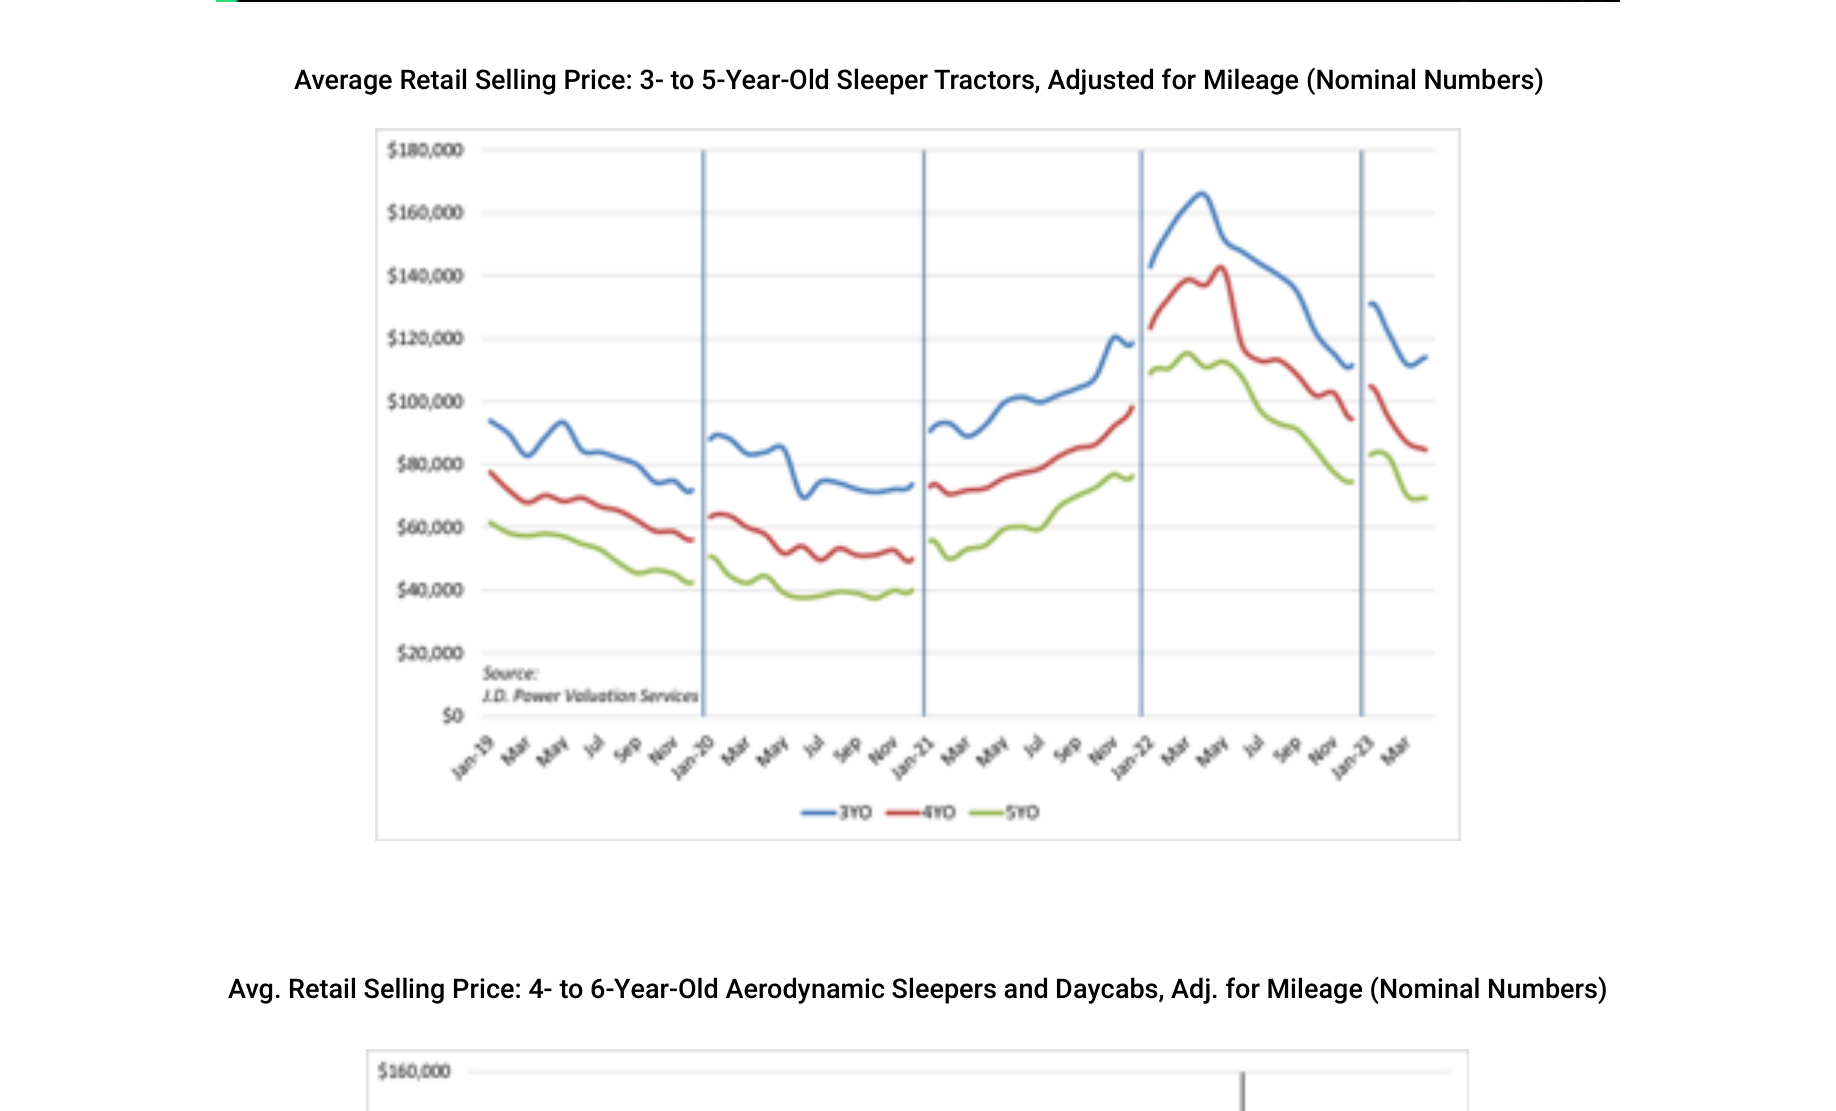 Average Retail Selling Price: 3- to 5-Year-Old Sleeper Tractors, Adjusted for Mileage (Nominal Numbers)
$180,000
$160,000
$140,000
$120,000
$100,000
$80,000
$60,000
$40,000
$20,000
Source:
J.D. Power Valuation Services
$0
Jan-19 Mar May Jul Sep Nov Jan-20 Mar May Jul Sep Nov Jan-21 Mar May Jul Sep Nov Jan-22 Mar May Jul Sep Nov Jan-23 Mar
3YO 4YO 5YO
Avg. Retail Selling Price: 4- to 6-Year-Old Aerodynamic Sleepers and Daycabs, Adj. for Mileage (Nominal Numbers)
$160,000